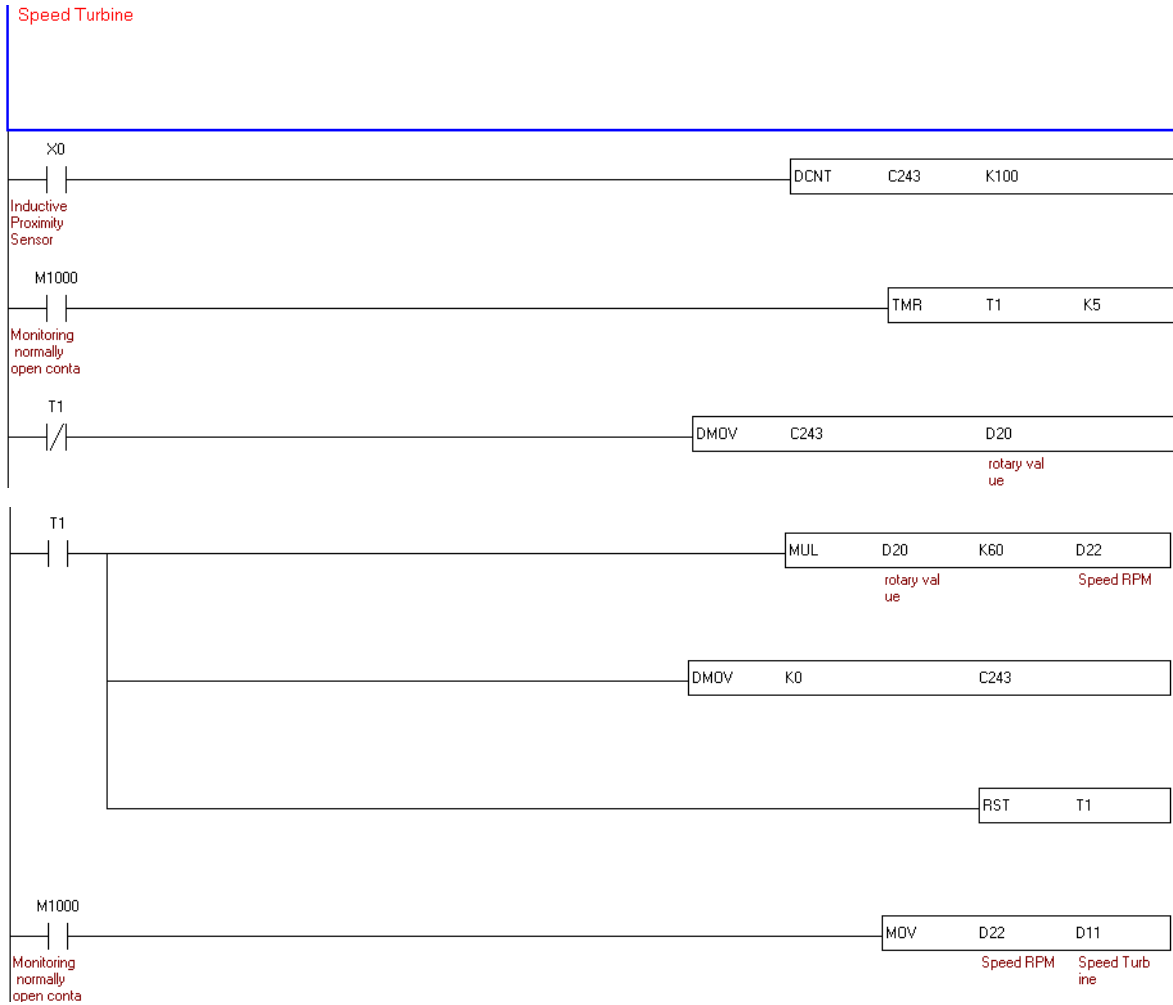 Speed Turbine
X0
DCNT C243 K100
Inductive
Proximity
Sensor
M1000
TMR T1 K5
Monitoring
normally
open conta
T1
DMOV C243 D20
rotary val
ue
T1
MUL D20 K60 D22
rotary val
ue
Speed RPM
DMOV K0 C243
RST T1
M1000
MOV D22 D11
Monitoring
normally
open conta
Speed RPM
Speed Turb
ine